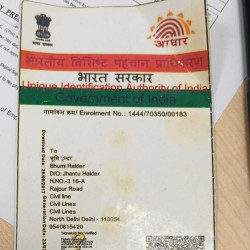 आधार
भारतीय विशिष्ट पहचान प्राधिकरण
भारत सरकार
Unique Identification Authority of India
Government of India
नामांकन क्रम/ Enrolment No.: 1444/70350/00183
To
Bhumi Halder
D/O: Jhantu Halder
H.NO-3 16-A
Rajpur Road
Civil line
Civil Lines
Civil Lines
North Delhi Delhi - 110054
9540615420